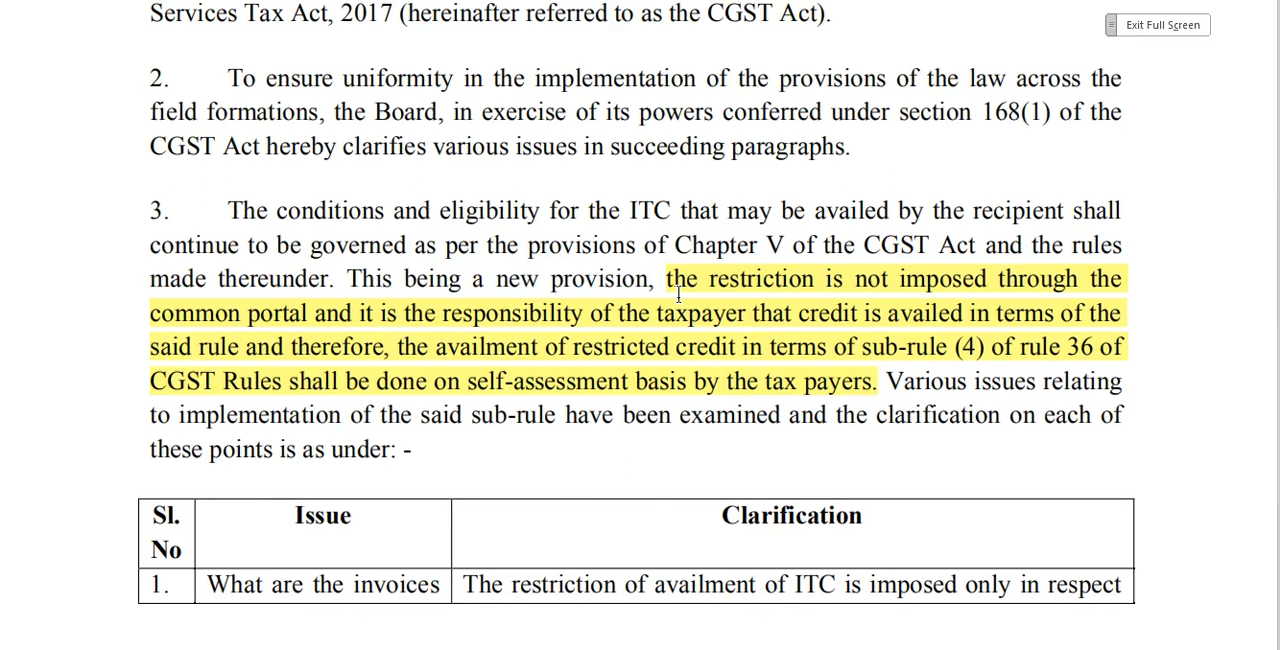 Services Tax Act, 2017 (hereinafter referred to as the CGST Act).
Exit Full Screen
2. To ensure uniformity in the implementation of the provisions of the law across the
field formations, the Board, in exercise of its powers conferred under section 168(1) of the
CGST Act hereby clarifies various issues in succeeding paragraphs.
3. The conditions and eligibility for the ITC that may be availed by the recipient shall
continue to be governed as per the provisions of Chapter V of the CGST Act and the rules
made thereunder. This being a new provision, the restriction is not imposed through the
common portal and it is the responsibility of the taxpayer that credit is availed in terms of the
said rule and therefore, the availment of restricted credit in terms of sub-rule (4) of rule 36 of
CGST Rules shall be done on self-assessment basis by the tax payers. Various issues relating
to implementation of the said sub-rule have been examined and the clarification on each of
these points is as under: -
Sl. No
Issue
Clarification
1. What are the invoices
The restriction of availment of ITC is imposed only in respect